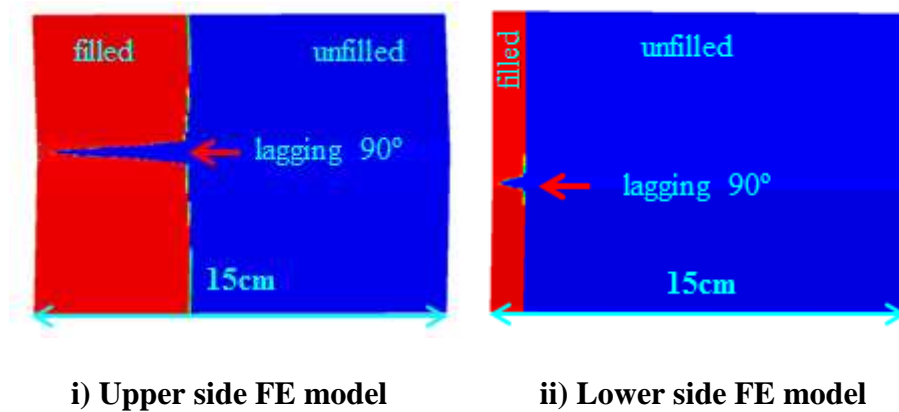 filled
unfilled
lagging 90º
15cm
i) Upper side FE model
filled
unfilled
lagging 90º
15cm
ii) Lower side FE model